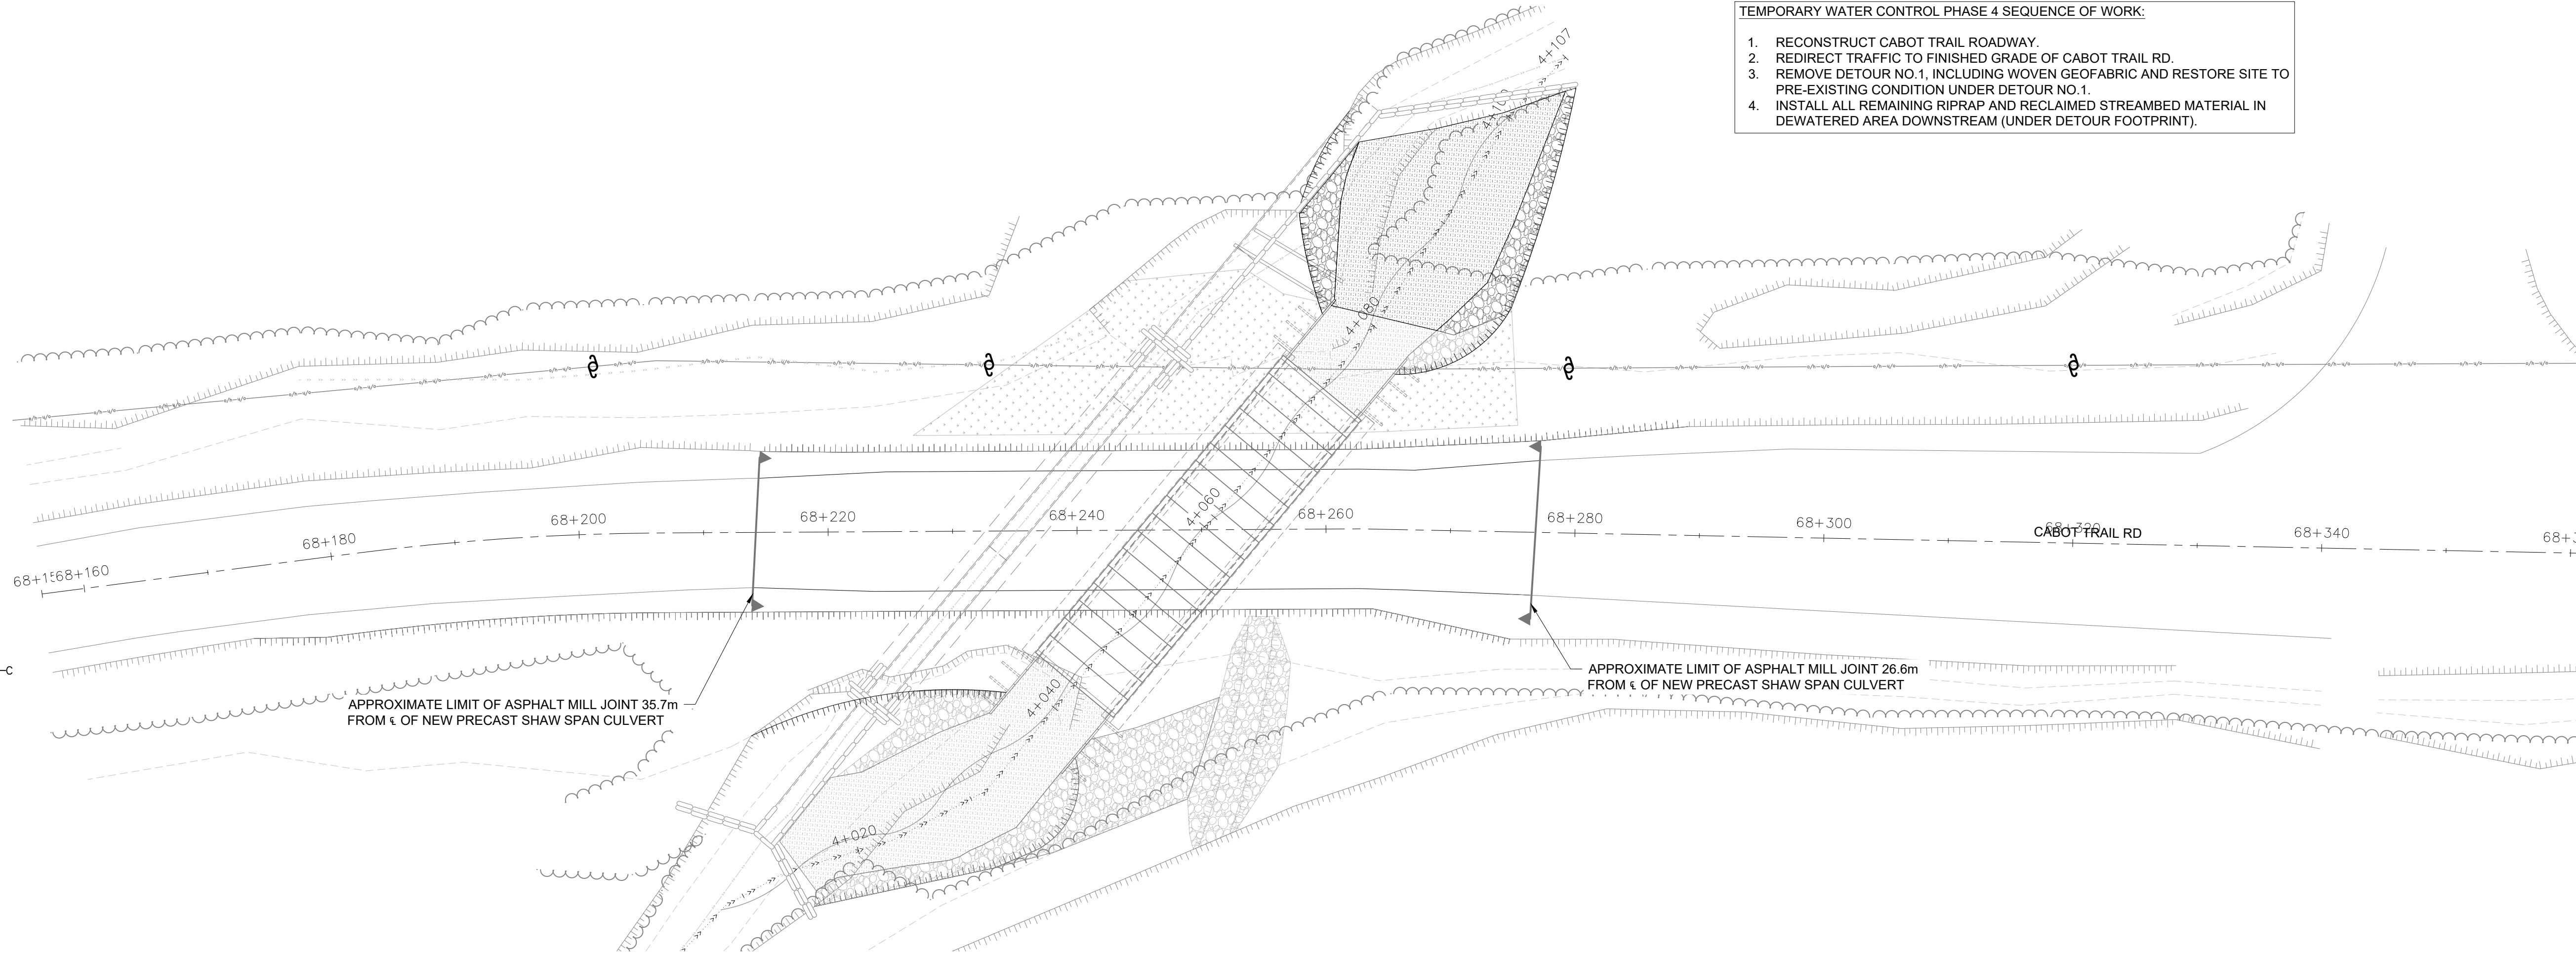 TEMPORARY WATER CONTROL PHASE 4 SEQUENCE OF WORK:
1. RECONSTRUCT CABOT TRAIL ROADWAY.
2. REDIRECT TRAFFIC TO FINISHED GRADE OF CABOT TRAIL RD.
3. REMOVE DETOUR NO.1, INCLUDING WOVEN GEOFABRIC AND RESTORE SITE TO
PRE-EXISTING CONDITION UNDER DETOUR NO.1.
4. INSTALL ALL REMAINING RIPRAP AND RECLAIMED STREAMBED MATERIAL IN
DEWATERED AREA DOWNSTREAM (UNDER DETOUR FOOTPRINT).
4+107
4+080
4+060
4+040
4+020
68+160
68+180
68+200
68+220
68+240
68+260
68+280
68+300
68+320
CABOT TRAIL RD
68+340
APPROXIMATE LIMIT OF ASPHALT MILL JOINT 35.7m
FROM ℄ OF NEW PRECAST SHAW SPAN CULVERT
APPROXIMATE LIMIT OF ASPHALT MILL JOINT 26.6m
FROM ℄ OF NEW PRECAST SHAW SPAN CULVERT